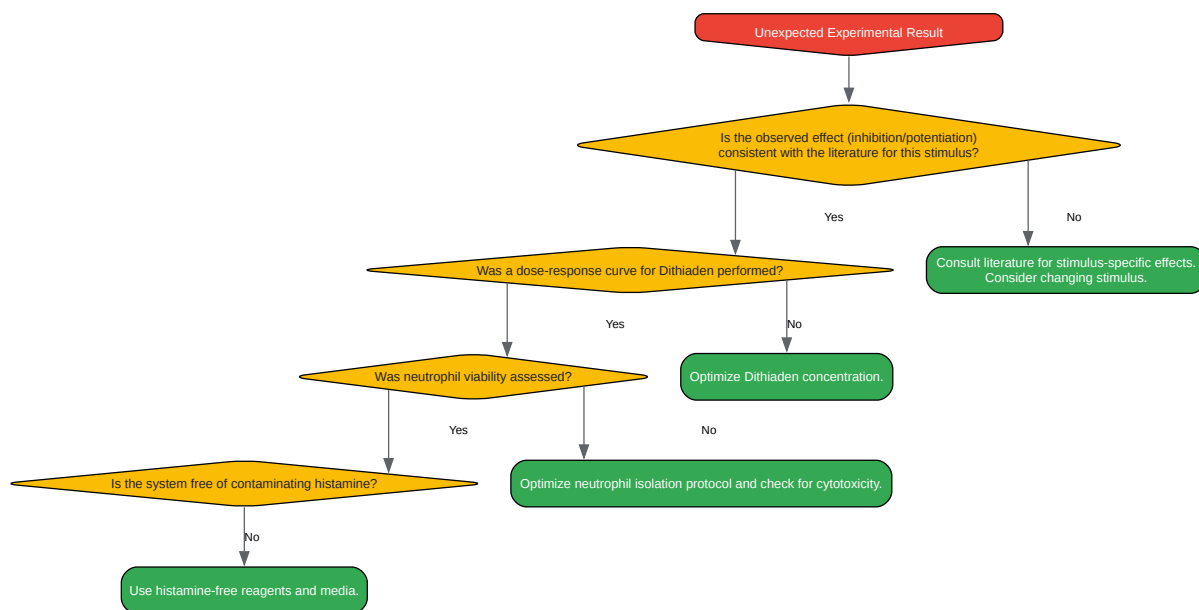 Unexpected Experimental Result
Is the observed effect (inhibition/potentiation)
consistent with the literature for this stimulus?
Yes
No
Consult literature for stimulus-specific effects.
Consider changing stimulus.
Was a dose-response curve for Dithiaden performed?
Yes
No
Optimize Dithiaden concentration.
Was neutrophil viability assessed?
Yes
No
Optimize neutrophil isolation protocol and check for cytotoxicity.
Is the system free of contaminating histamine?
No
Use histamine-free reagents and media.